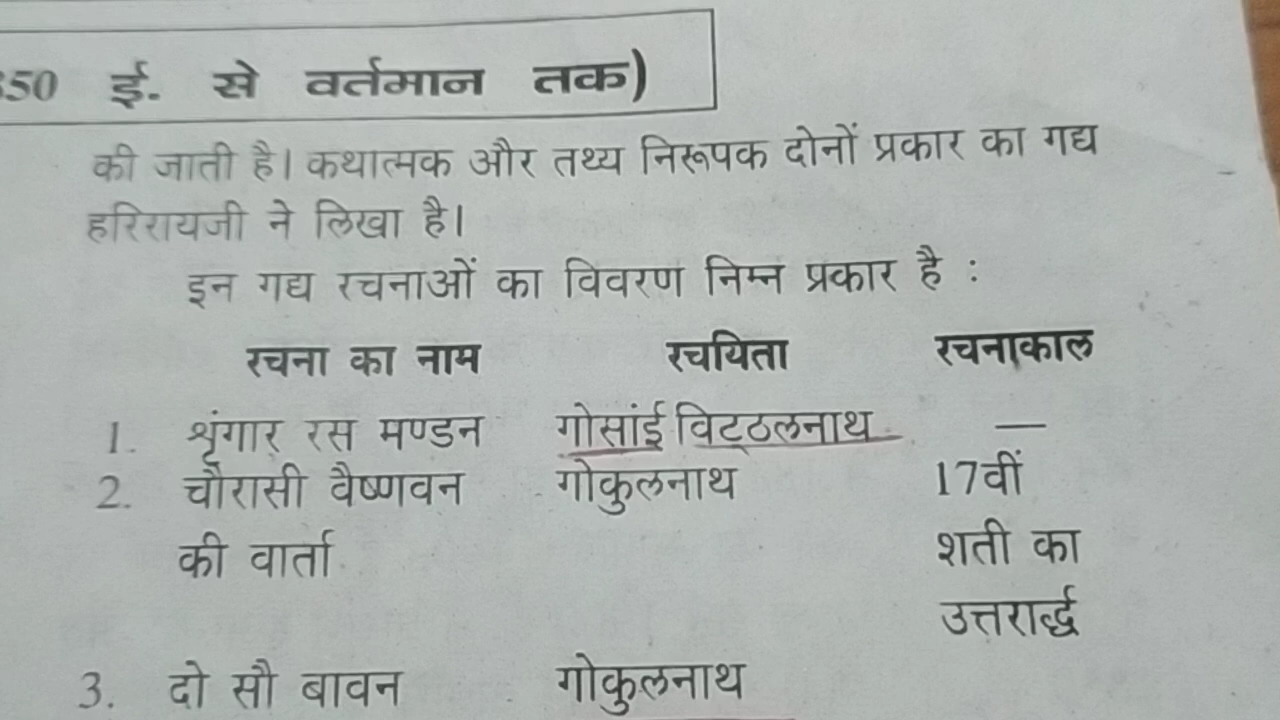 50 ई. से वर्तमान तक)
की जाती है। कथात्मक और तथ्य निरूपक दोनों प्रकार का गद्य
हरिरायजी ने लिखा है।
इन गद्य रचनाओं का विवरण निम्न प्रकार है :
रचना का नाम रचयिता रचनाकाल
1. शृंगार रस मण्डन गोसांई विट्ठलनाथ —
2. चौरासी वैष्णवन गोकुलनाथ 17वीं
की वार्ता शती का
उत्तरार्द्ध
3. दो सौ बावन गोकुलनाथ